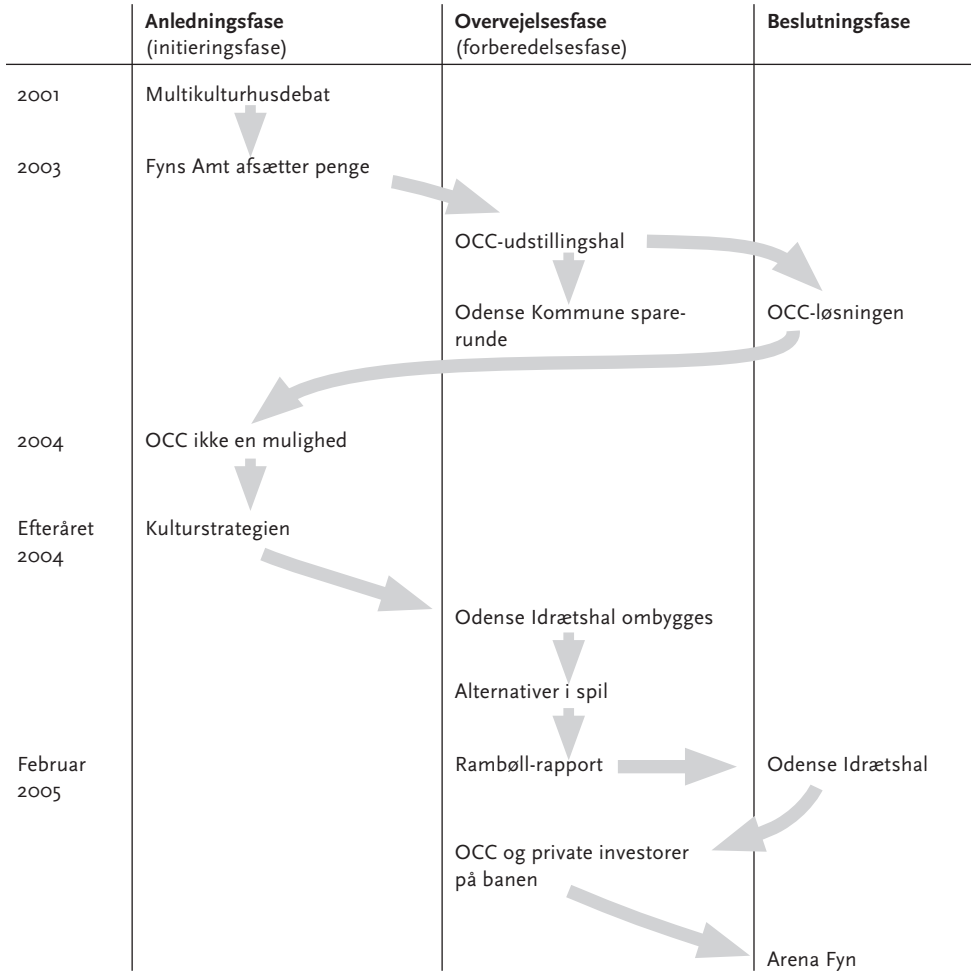 Anledningsfase
(initieringsfase)
Overvejelsesfase
(forberedelsesfase)
Beslutningsfase
2001
Multikulturhusdebat
2003
Fyns Amt afsætter penge
OCC-udstillingshal
Odense Kommune spare-
runde
OCC-løsningen
2004
OCC ikke en mulighed
Efteråret
2004
Kulturstrategien
Odense Idrætshal ombygges
Alternativer i spil
Februar
2005
Rambøll-rapport
Odense Idrætshal
OCC og private investorer
på banen
Arena Fyn